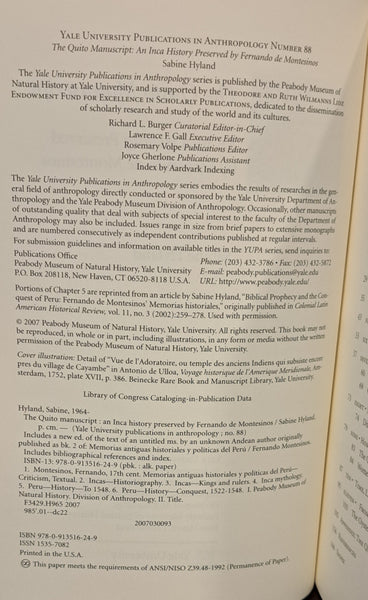 YALE UNIVERSITY PUBLICATIONS IN ANTHROPOLOGY NUMBER 88
The Quito Manuscript: An Inca History Preserved by Fernando de Montesinos
Sabine Hyland
The Yale University Publications in Anthropology series is published by the Peabody Museum of
Natural History at Yale University, and is supported by the THEODORE AND RUTH WILMANNS LIDZ
ENDOWMENT FUND FOR EXCELLENCE IN SCHOLARLY PUBLICATIONS, dedicated to the dissemination
of scholarly research and study of the world and its cultures.
Richard L. Burger Curatorial Editor-in-Chief
Lawrence F. Gall Executive Editor
Rosemary Volpe Publications Editor
Joyce Gherlone Publications Assistant
Index by Aardvark Indexing
The Yale University Publications in Anthropology series embodies the results of researches in the gen-
eral field of anthropology directly conducted or sponsored by the Yale University Department of An-
thropology and the Yale Peabody Museum Division of Anthropology. Occasionally, other manuscripts
of outstanding quality that deal with subjects of special interest to the faculty of the Department of
Anthropology may also be included. Issues range in size from brief papers to extensive monographs
and are numbered consecutively as independent contributions published at regular intervals.
For submission guidelines and information on available titles in the YUPA series, send inquiries to:
Publications Office Phone: (203) 432-3786 • Fax: (203) 432-5872
Peabody Museum of Natural History, Yale University E-mail: peabody.publications@yale.edu
P.O. Box 208118, New Haven, CT 06520-8118 U.S.A. URL: http://www.peabody.yale.edu/
Portions of Chapter 5 are reprinted from an article by Sabine Hyland, "Biblical Prophecy and the Con-
quest of Peru: Fernando de Montesinos' Memorias historiales," originally published in Colonial Latin
American Historical Review, vol. 11, no. 3 (2002):259–278. Used with permission.
© 2007 Peabody Museum of Natural History, Yale University. All rights reserved. This book may not
be reproduced, in whole or in part, including illustrations, in any form or media without the written
permission of the Peabody Museum of Natural History, Yale University.
Cover illustration: Detail of "Vue de l'Adoratoire, ou temple des anciens Indiens qui subsiste encore
pres du village de Cayambe" in Antonio de Ulloa, Voyage historique de l'Amerique Meridionale, Am-
sterdam, 1752, plate XVII, p. 386. Beinecke Rare Book and Manuscript Library, Yale University.
Library of Congress Cataloging-in-Publication Data
Hyland, Sabine, 1964-
The Quito manuscript : an Inca history preserved by Fernando de Montesinos / Sabine Hyland.
p. cm. — (Yale University publications in anthropology ; no. 88)
Includes a new ed. of the text of an untitled ms. by an unknown Andean author originally
published as bk. 2 of: Memorias antiguas historiales y políticas del Perú / Fernando Montesinos.
Includes bibliographical references and index.
ISBN-13: 978-0-913516-24-9 (pbk. : alk. paper)
1. Montesinos, Fernando, 17th cent. Memorias antiguas historiales y políticas del Perú—
Criticism, Textual. 2. Incas—Historiography. 3. Incas—Kings and rulers. 4. Inca mythology.
5. Peru—History—To 1548. 6. Peru—History—Conquest, 1522-1548. I. Peabody Museum of
Natural History. Division of Anthropology. II. Title.
F3429.H965 2007
985'.01--dc22
2007030093
ISBN 978-0-913516-24-9
ISSN 1535-7082
Printed in the U.S.A.
∞ This paper meets the requirements of ANSI/NISO Z39.48-1992 (Permanence of Paper).